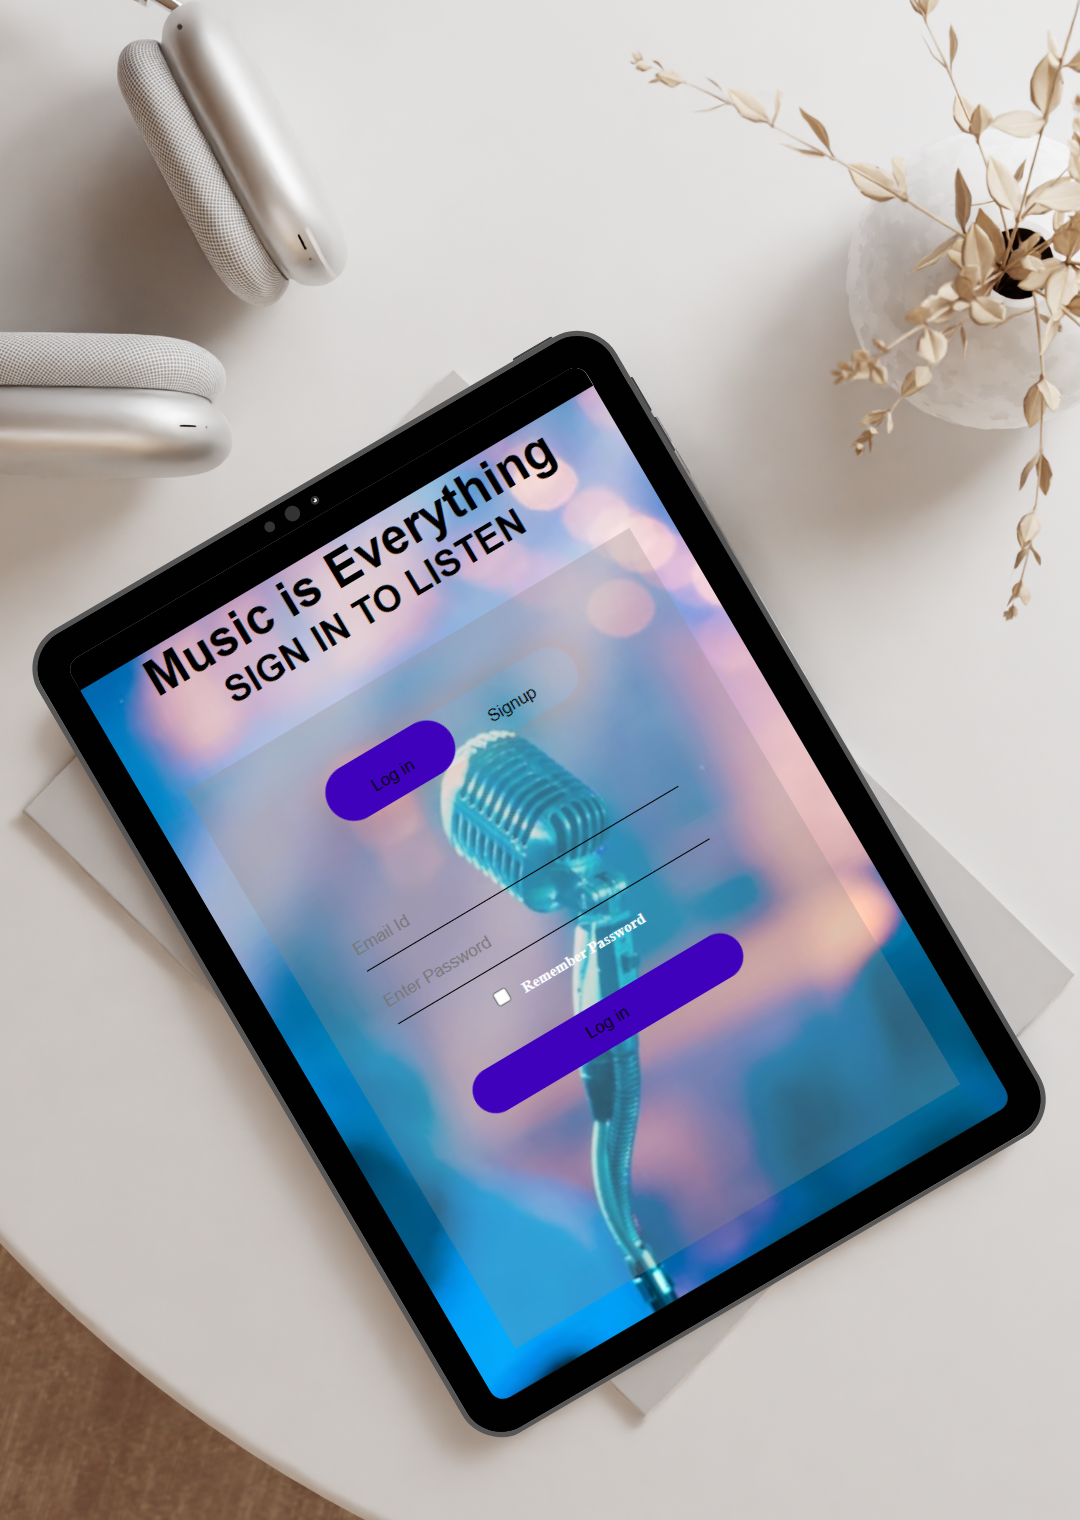 Music is Everything
SIGN IN TO LISTEN
Log in
Signup
Email Id
Enter Password
Remember Password
Log in